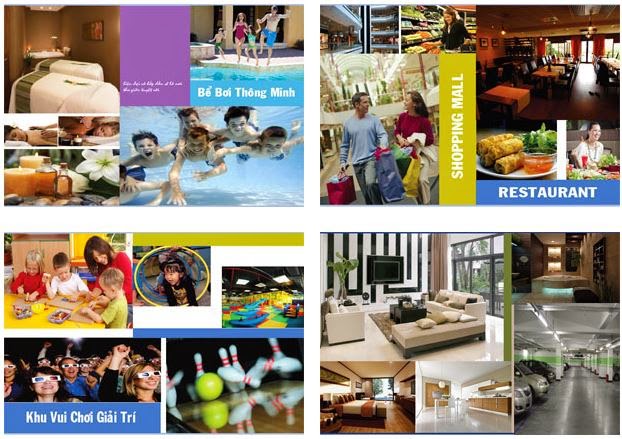 Bể Bơi Thông Minh
SHOPPING MALL
RESTAURANT
Khu Vui Chơi Giải Trí